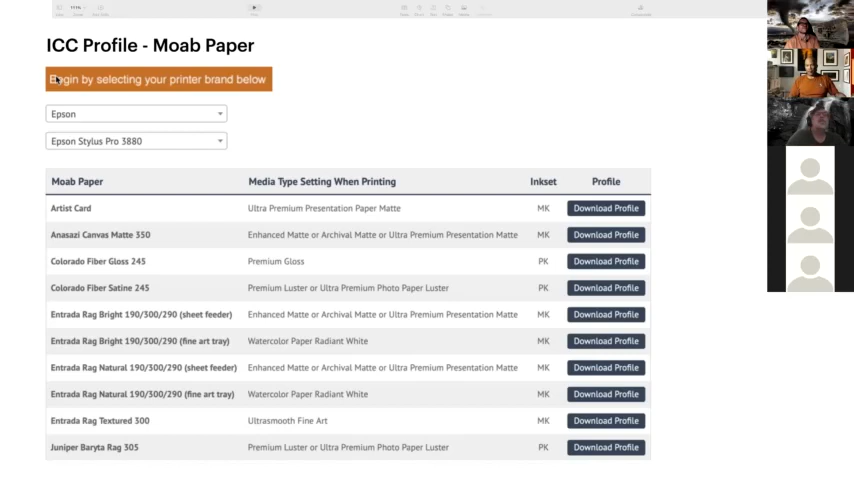 111%
ICC Profile - Moab Paper
Begin by selecting your printer brand below
Epson
Epson Stylus Pro 3880
Moab Paper Media Type Setting When Printing Inkset Profile
Artist Card Ultra Premium Presentation Paper Matte MK Download Profile
Anasazi Canvas Matte 350 Enhanced Matte or Archival Matte or Ultra Premium Presentation Matte MK Download Profile
Colorado Fiber Gloss 245 Premium Gloss PK Download Profile
Colorado Fiber Satine 245 Premium Luster or Ultra Premium Photo Paper Luster PK Download Profile
Entrada Rag Bright 190/300/290 (sheet feeder) Enhanced Matte or Archival Matte or Ultra Premium Presentation Matte MK Download Profile
Entrada Rag Bright 190/300/290 (fine art tray) Watercolor Paper Radiant White MK Download Profile
Entrada Rag Natural 190/300/290 (sheet feeder) Enhanced Matte or Archival Matte or Ultra Premium Presentation Matte MK Download Profile
Entrada Rag Natural 190/300/290 (fine art tray) Watercolor Paper Radiant White MK Download Profile
Entrada Rag Textured 300 Ultrasmooth Fine Art MK Download Profile
Juniper Baryta Rag 305 Premium Luster or Ultra Premium Photo Paper Luster PK Download Profile